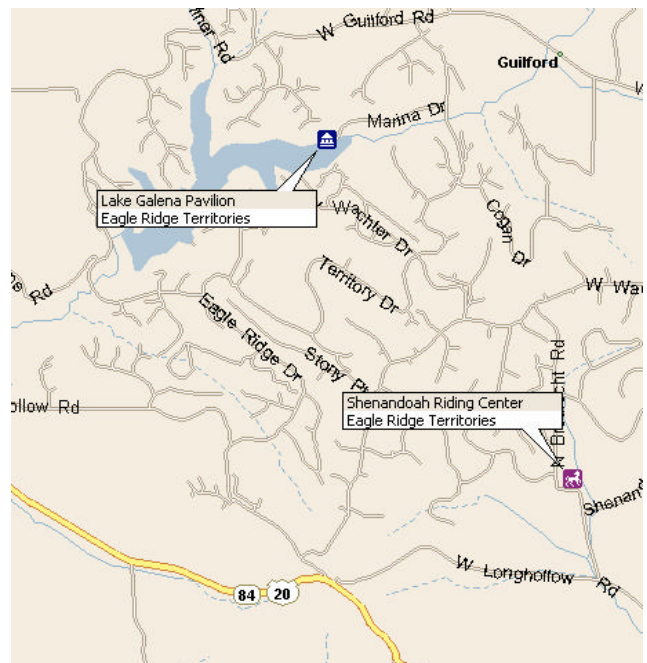 W Guilford Rd
Guilford
Marina Dr
Lake Galena Pavilion
Eagle Ridge Territories
Wachter Dr
Cogan Dr
Territory Dr
Rd
Eagle Ridge Dr
Stony
Rd
Shenandoah Riding Center
Eagle Ridge Territories
W Longhollow Rd
84
20